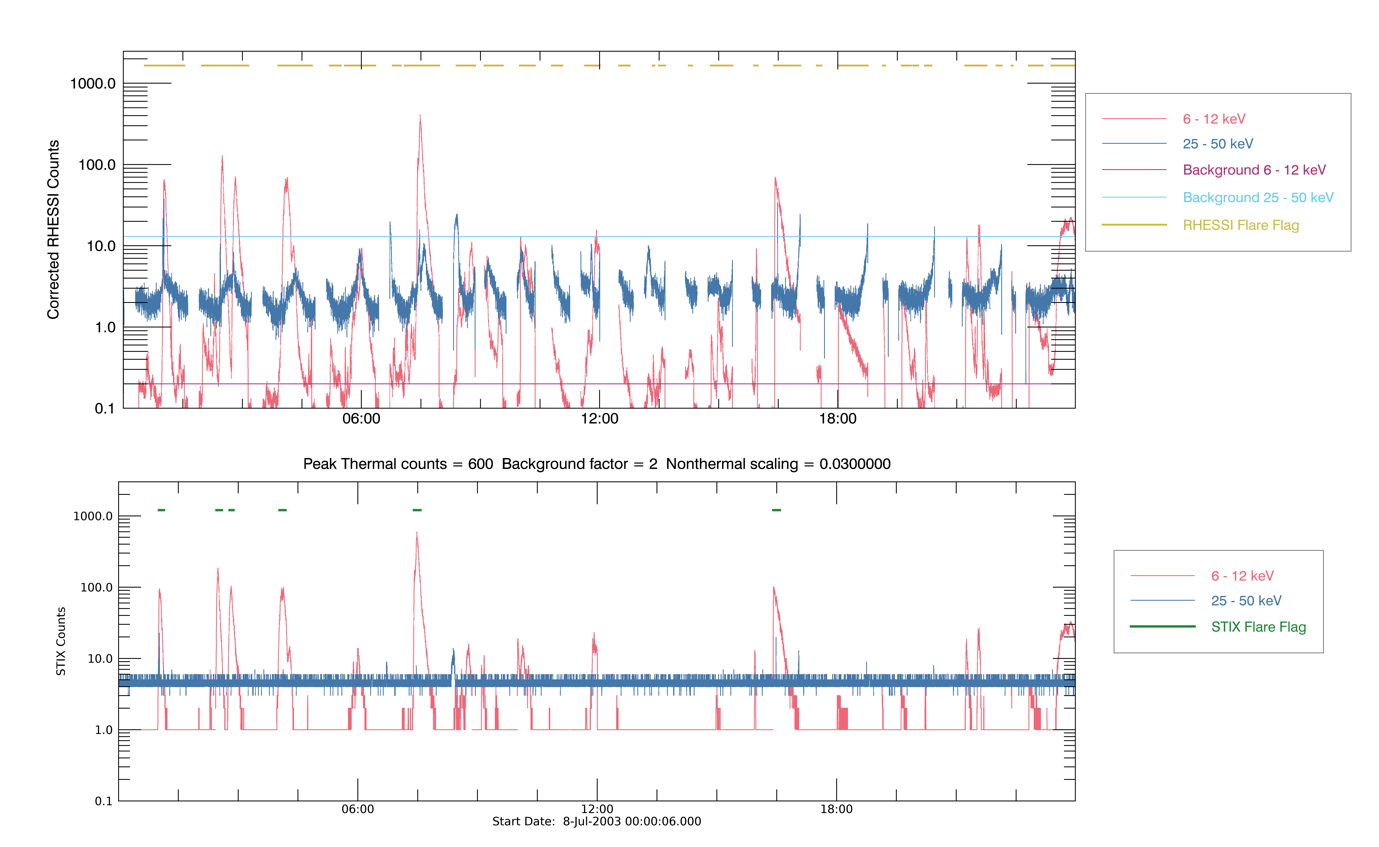 1000.0
100.0
10.0
1.0
0.1
Corrected RHESSI Counts
06:00
12:00
18:00
6 - 12 keV
25 - 50 keV
Background 6 - 12 keV
Background 25 - 50 keV
RHESSI Flare Flag
Peak Thermal counts = 600 Background factor = 2 Nonthermal scaling = 0.0300000
1000.0
100.0
10.0
1.0
0.1
STIX Counts
06:00
12:00
18:00
Start Date: 8-Jul-2003 00:00:06.000
6 - 12 keV
25 - 50 keV
STIX Flare Flag